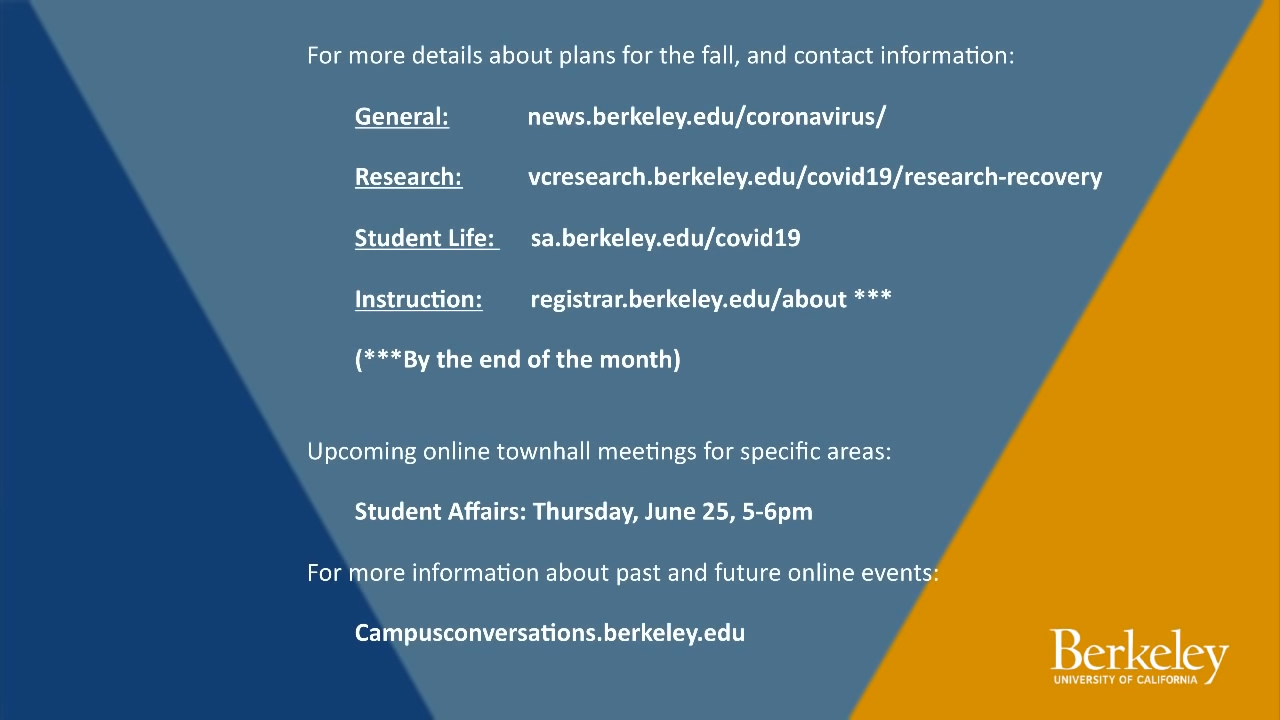 For more details about plans for the fall, and contact information:
General: news.berkeley.edu/coronavirus/
Research: vcresearch.berkeley.edu/covid19/research-recovery
Student Life: sa.berkeley.edu/covid19
Instruction: registrar.berkeley.edu/about ***
(***By the end of the month)
Upcoming online townhall meetings for specific areas:
Student Affairs: Thursday, June 25, 5-6pm
For more information about past and future online events:
Campusconversations.berkeley.edu
Berkeley
UNIVERSITY OF CALIFORNIA